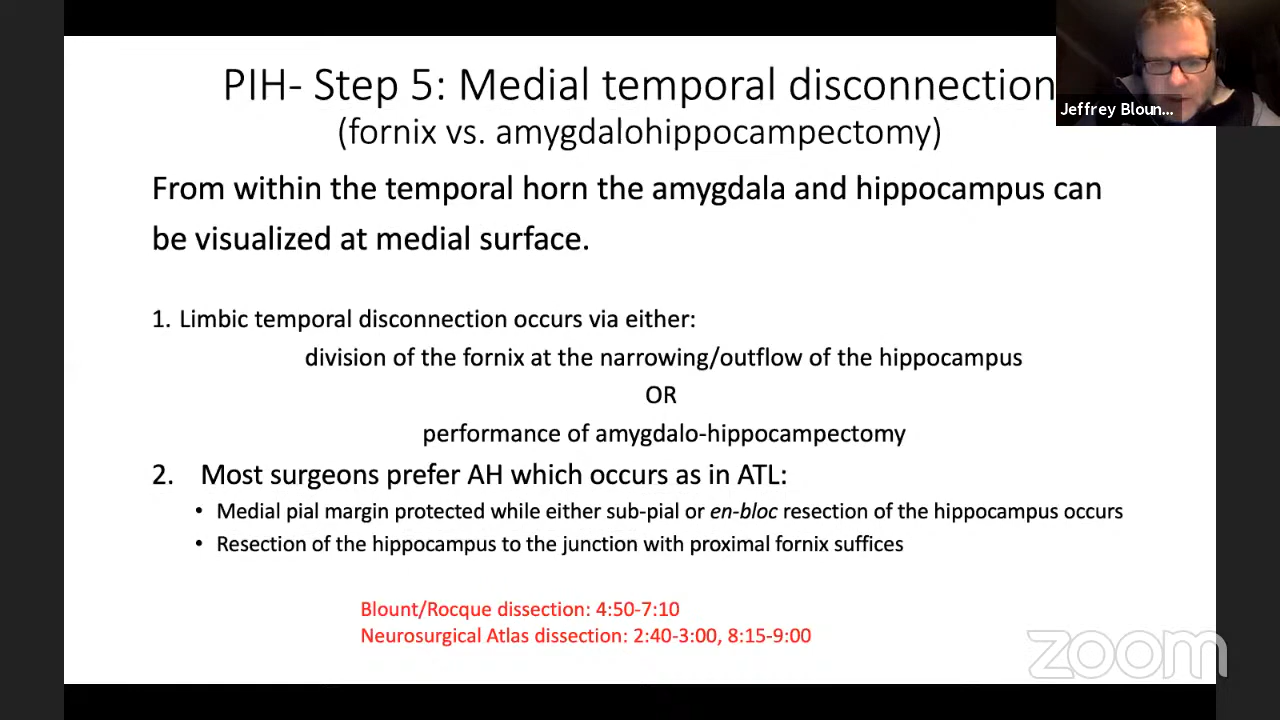 PIH- Step 5: Medial temporal disconnection
(fornix vs. amygdalohippocampectomy)
Jeffrey Bloun...
From within the temporal horn the amygdala and hippocampus can
be visualized at medial surface.
1. Limbic temporal disconnection occurs via either:
division of the fornix at the narrowing/outflow of the hippocampus
OR
performance of amygdalo-hippocampectomy
2. Most surgeons prefer AH which occurs as in ATL:
• Medial pial margin protected while either sub-pial or en-bloc resection of the hippocampus occurs
• Resection of the hippocampus to the junction with proximal fornix suffices
Blount/Rocque dissection: 4:50-7:10
Neurosurgical Atlas dissection: 2:40-3:00, 8:15-9:00
zoom